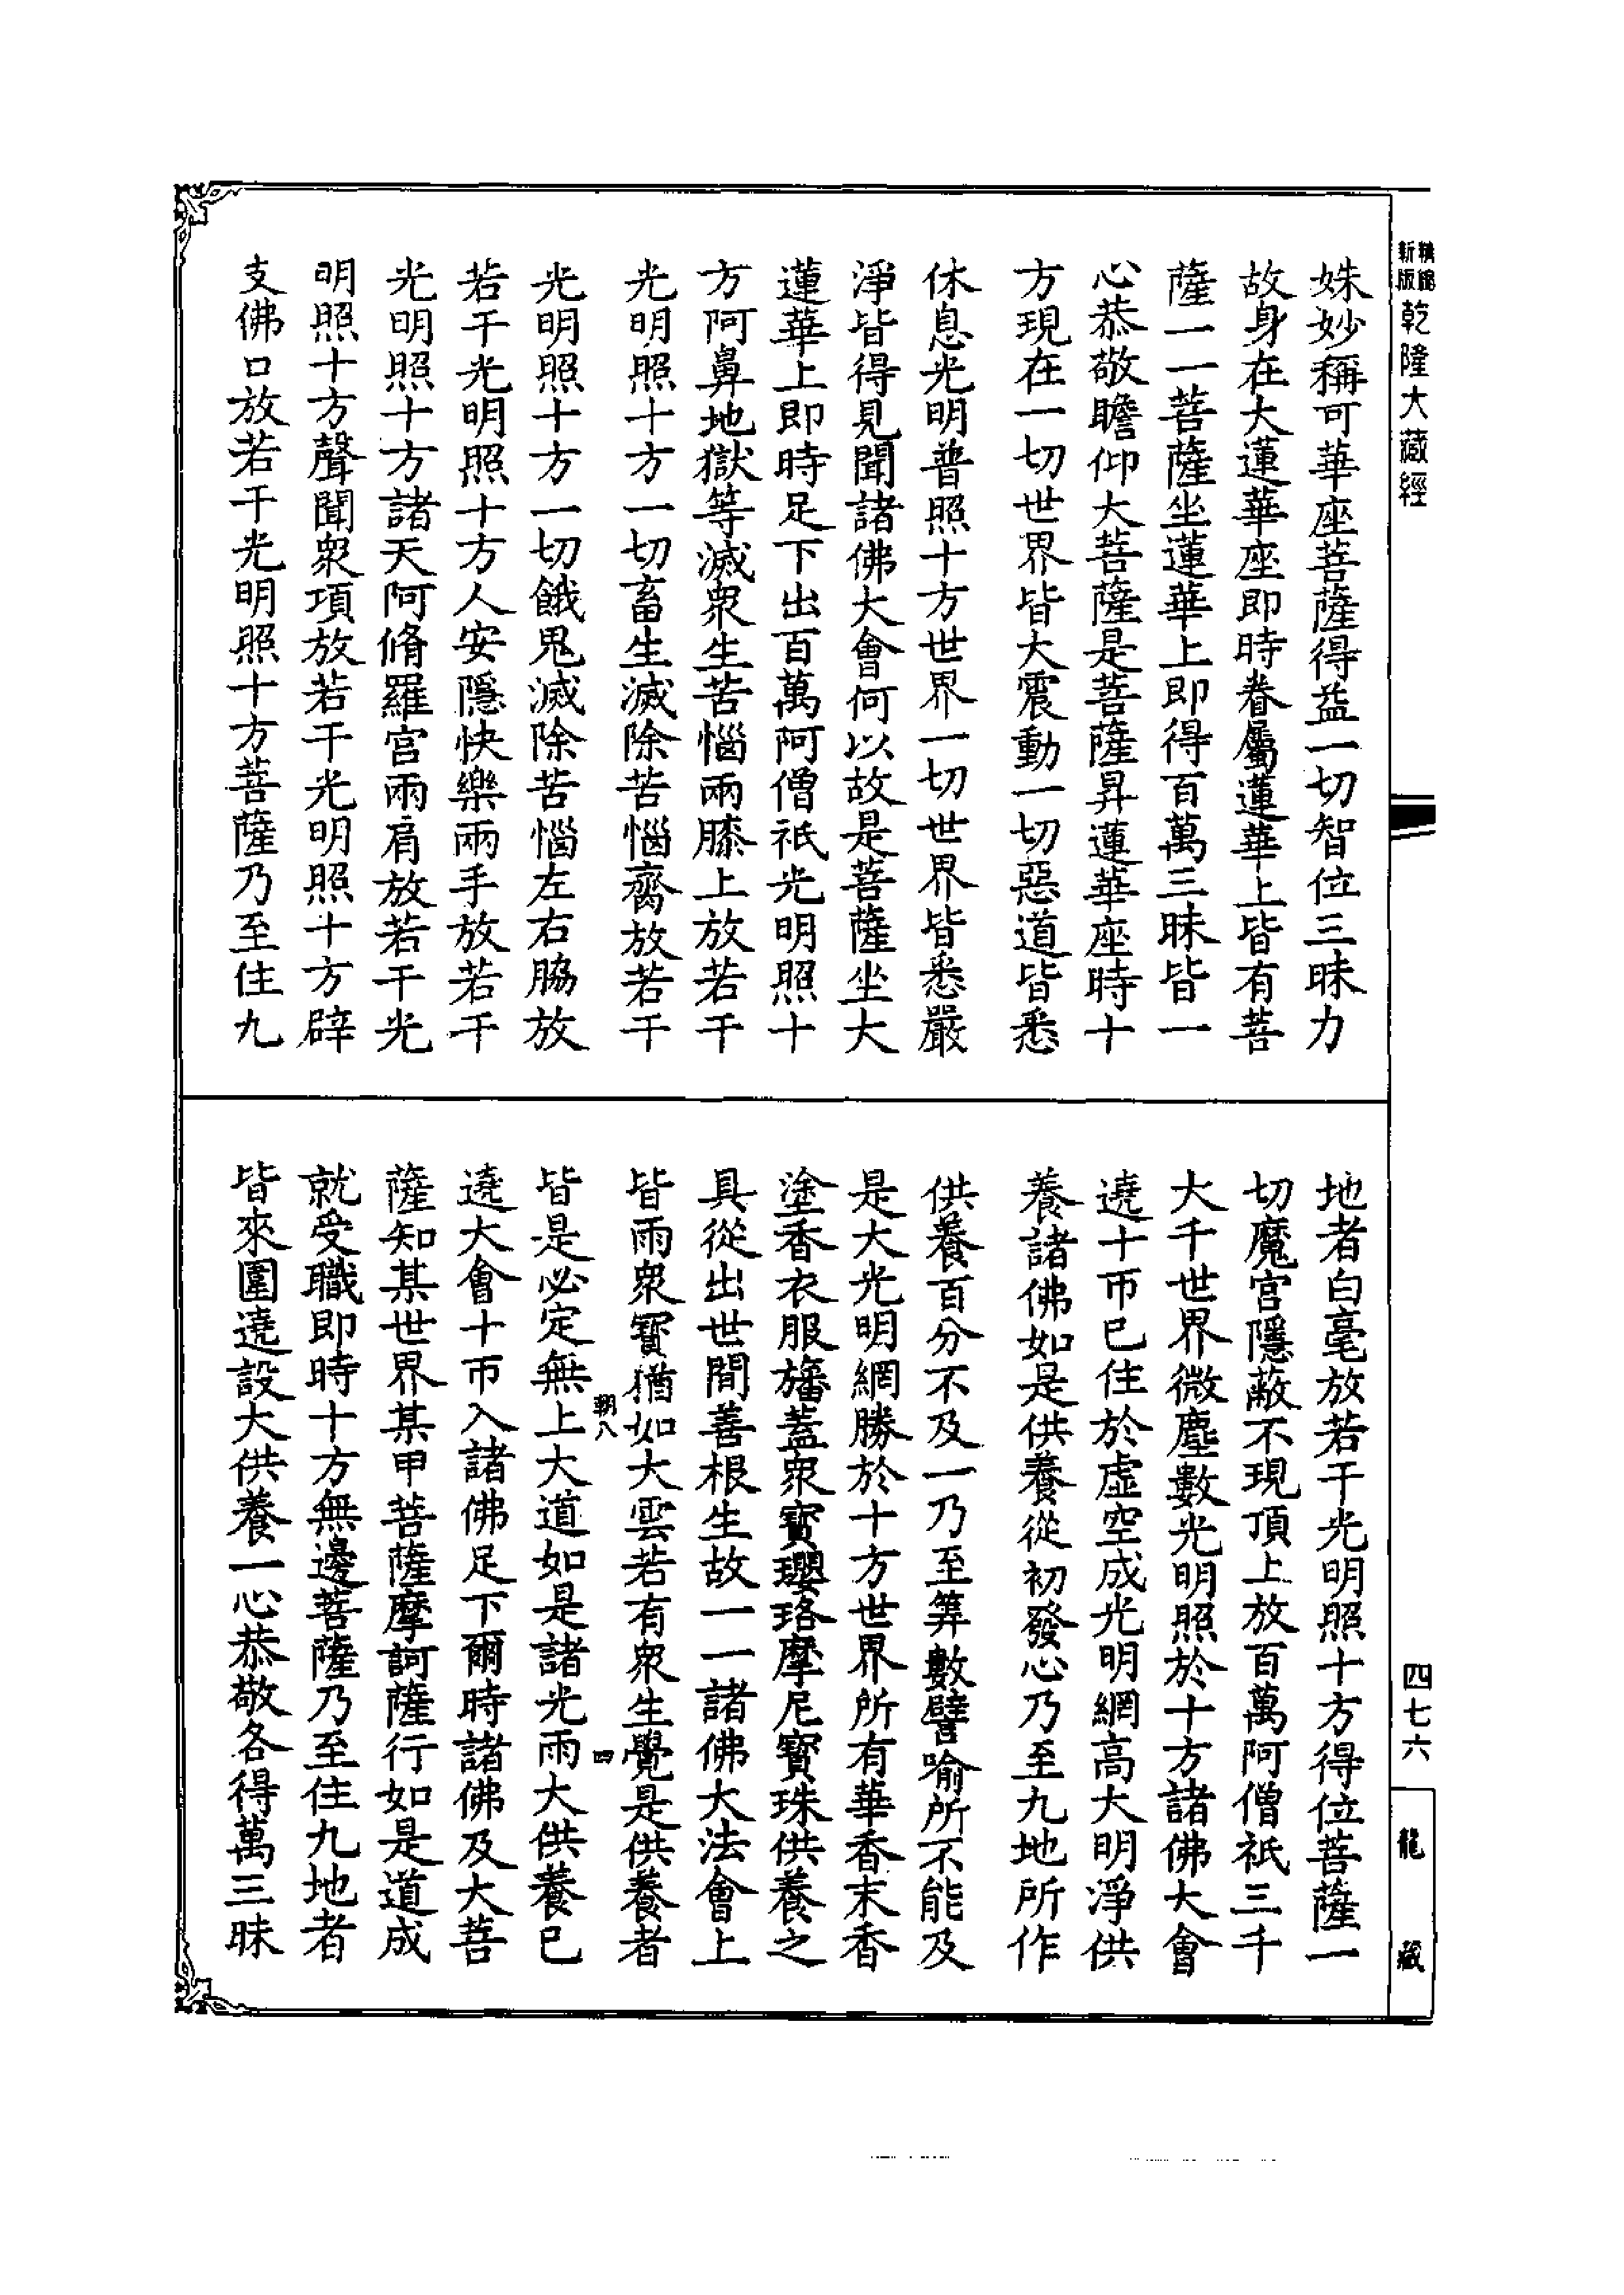 新版
精縮
乾隆大藏經
四七六
龍藏
姝妙稱可華座菩薩得益一切智位三昧力
故身在大蓮華座即時眷屬蓮華上皆有菩
薩一一菩薩坐蓮華上即得百萬三昧皆一
心恭敬瞻仰大菩薩是菩薩昇蓮華座時十
方現在一切世界皆大震動一切惡道皆悉
休息光明普照十方世界一切世界皆悉嚴
淨皆得見聞諸佛大會何以故是菩薩坐大
蓮華上即時足下出百萬阿僧祇光明照十
方阿鼻地獄等滅眾生苦惱兩膝上放若干
光明照十方一切畜生滅除苦惱齎放若干
光明照十方一切餓鬼滅除苦惱左右脇放
若干光明照十方人安隱快樂兩手放若干
光明照十方諸天阿脩羅宮兩肩放若干光
明照十方聲聞眾項放若干光明照十方辟
支佛口放若干光明照十方菩薩乃至住九
地者白毫放若干光明照十方得位菩薩一
切魔宮隱蔽不現頂上放百萬阿僧祇三千
大千世界微塵數光明照於十方諸佛大會
遶十帀已住於虛空成光明網高大明淨供
養諸佛如是供養從初發心乃至九地所作
供養百分不及一乃至筭數譬喻所不能及
是大光明網勝於十方世界所有華香末香
塗香衣服旛蓋眾寶瓔珞摩尼寶珠供養之
具從出世間善根生故一一諸佛大法會上
皆雨眾寶猶如大雲若有眾生覺是供養者
朝八
四
皆是必定無上大道如是諸光雨大供養已
遶大會十帀入諸佛足下爾時諸佛及大菩
薩知某世界某甲菩薩摩訶薩行如是道成
就受職即時十方無邊菩薩乃至住九地者
皆來圍遶設大供養一心恭敬各得萬三昧